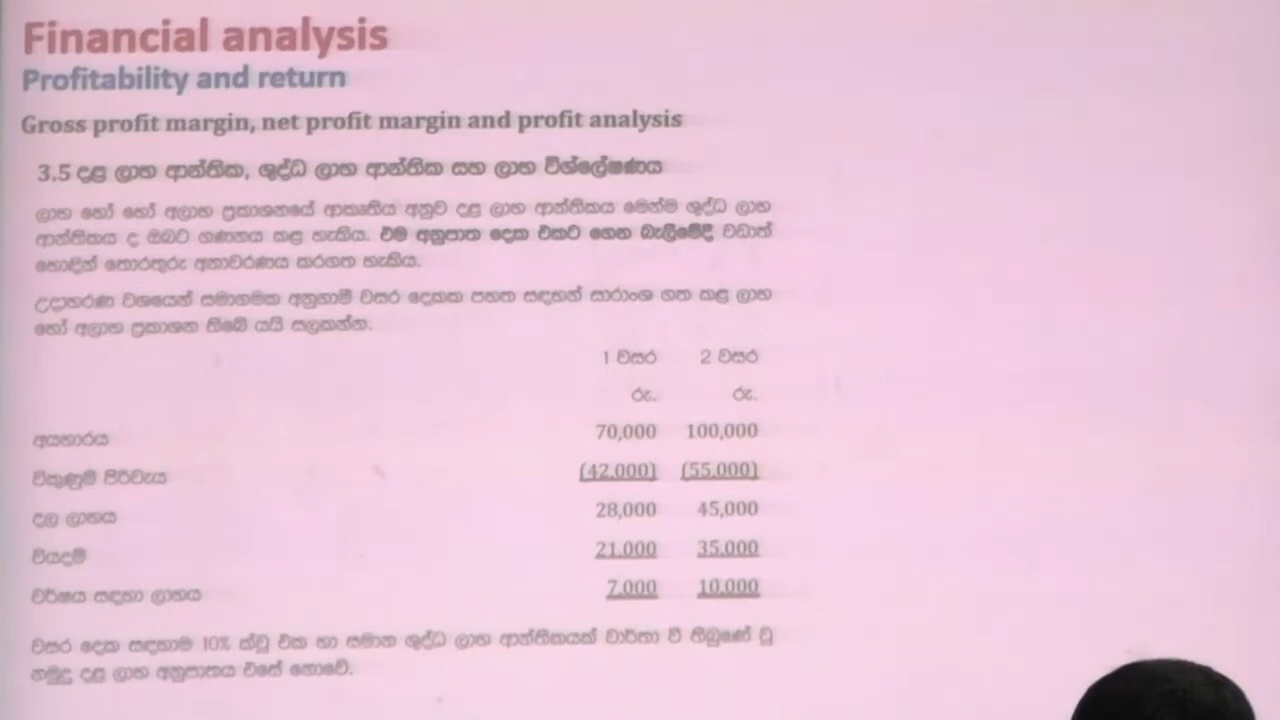 Financial analysis
Profitability and return
Gross profit margin, net profit margin and profit analysis
3.5 දළ ලාභ ආන්තික, ශුද්ධ ලාභ ආන්තික සහ ලාභ විශ්ලේෂණය
ලාභ හෝ හෝ අලාභ ප්‍රකාශනයේ ආකෘතිය අනුව දළ ලාභ ආන්තිකය මෙන්ම ශුද්ධ ලාභ
ආන්තිකය ද ඔබට ගණනය කළ හැකිය. එම අනුපාත දෙක එකට ගෙන බැලීමේදී වඩාත්
හොඳින් තොරතුරු අනාවරණය කරගත හැකිය.
උදාහරණ වශයෙන් සමාගමක අනුගාමී වසර දෙකක පහත සඳහන් සාරාංශ ගත කළ ලාභ
හෝ අලාභ ප්‍රකාශන තිබේ යයි සලකන්න.
1 වසර 2 වසර
රු. රු.
අයභාරය 70,000 100,000
විකුණුම් පිරිවැය (42,000) (55,000)
දල ලාභය 28,000 45,000
වියදම් 21,000 35,000
වර්ෂය සඳහා ලාභය 7,000 10,000
වසර දෙක සඳහාම 10% ක්වූ එක හා සමාන ශුද්ධ ලාභ ආන්තිකයක් වාර්තා වී තිබුණේ වූ
නමුදු දළ ලාභ අනුපාතය එසේ නොවේ.